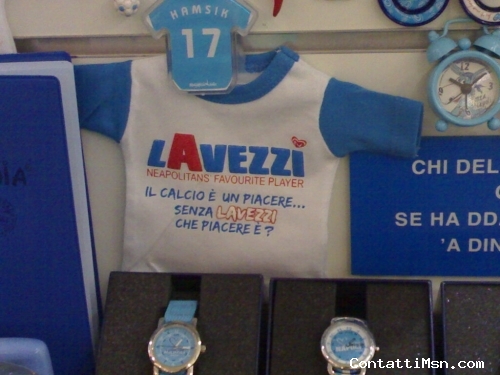 HAMSIK
17
LAVEZZI
NEAPOLITANS FAVOURITE PLAYER
IL CALCIO È UN PIACERE...
SENZA LAVEZZI
CHE PIACERE È?
CHI DEL
SE HA DDA
'A DIN
ContattiMsn.com